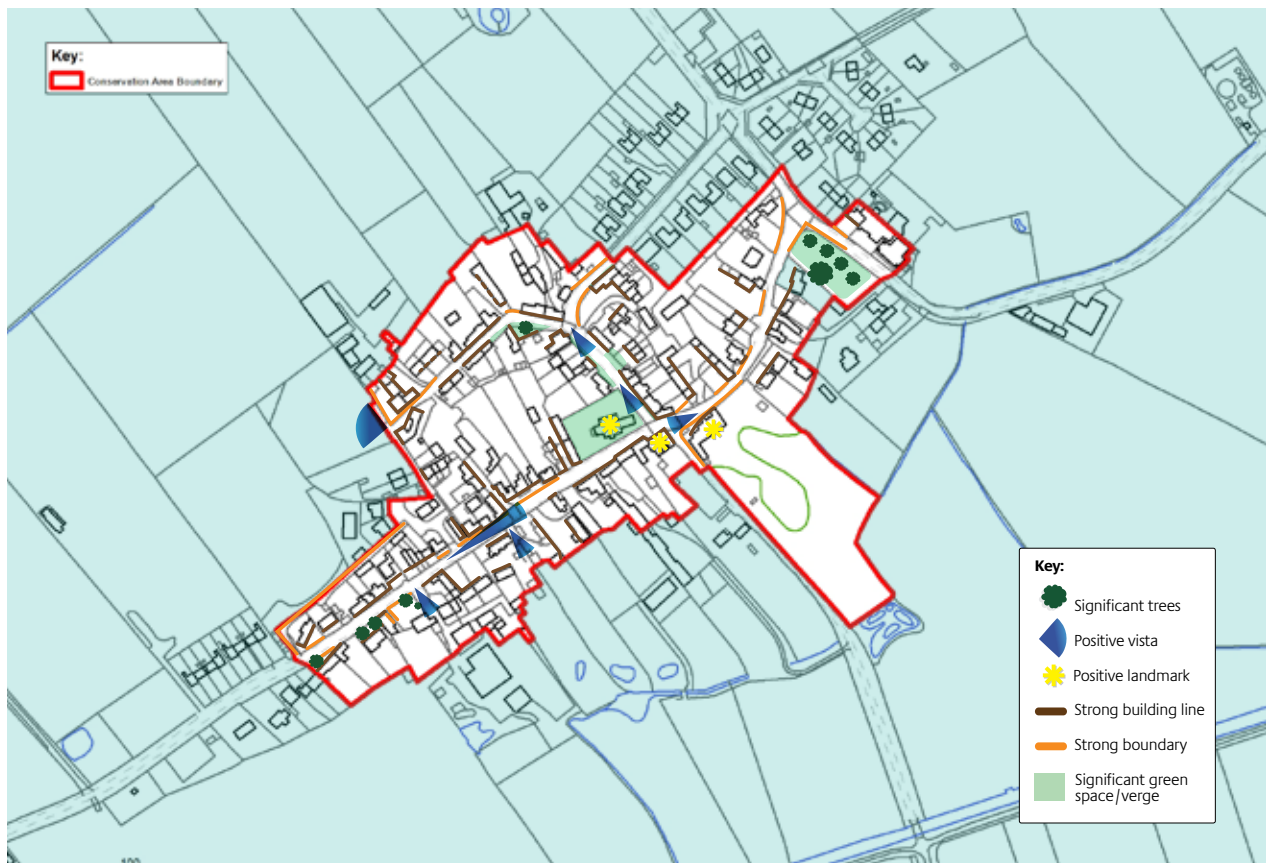 Key:
Conservation Area Boundary
Key:
Significant trees
Positive vista
Positive landmark
Strong building line
Strong boundary
Significant green
space/verge